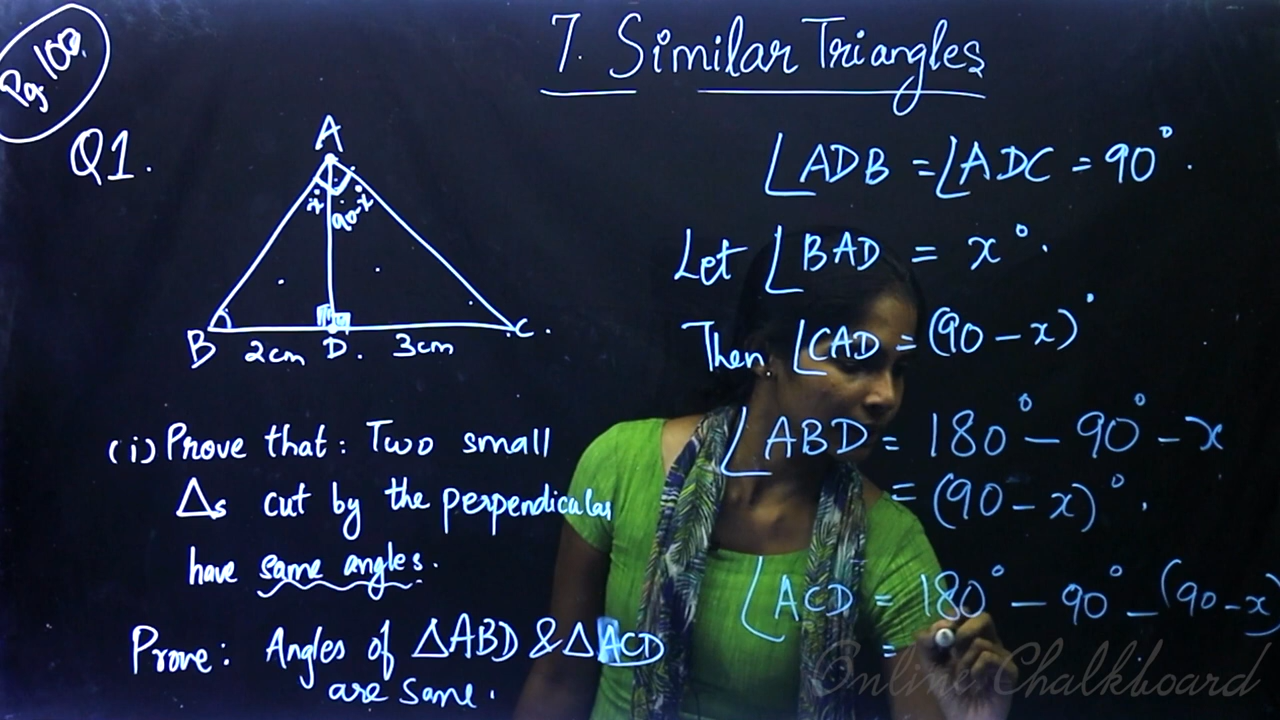 Pg 100.
7. Similar Triangles
Q1.
A
x°
90-x
B 2cm D. 3cm C.
(i) Prove that: Two small
Δs cut by the perpendicular
have same angles.
Prove: Angles of ΔABD & ΔACD
are same.
∠ADB = ∠ADC = 90°.
Let ∠BAD = x°.
Then ∠CAD = (90-x)°
∠ABD = 180° - 90° - x
= (90-x)°.
∠ACD = 180° - 90° - (90-x)
=
Online Chalkboard